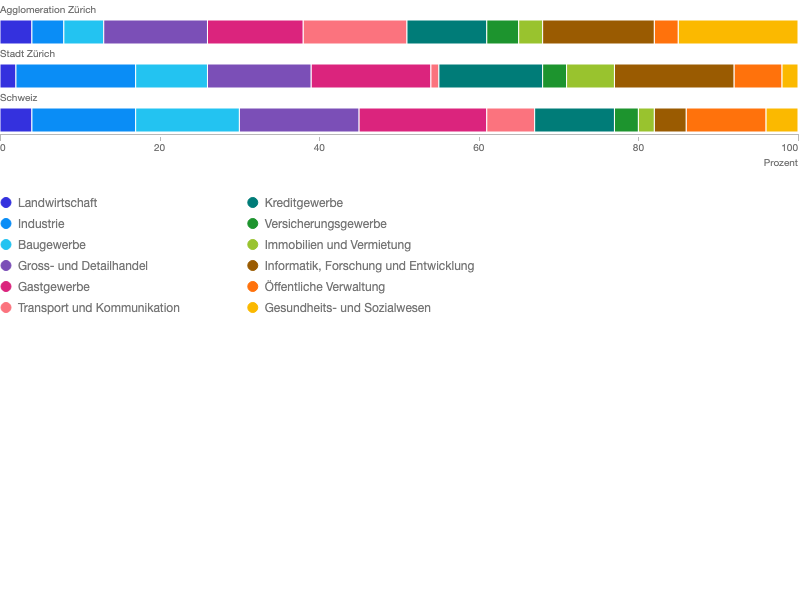 Agglomeration Zürich
Stadt Zürich
Schweiz
0 20 40 60 80 100
Prozent
Landwirtschaft
Industrie
Baugewerbe
Gross- und Detailhandel
Gastgewerbe
Transport und Kommunikation
Kreditgewerbe
Versicherungsgewerbe
Immobilien und Vermietung
Informatik, Forschung und Entwicklung
Öffentliche Verwaltung
Gesundheits- und Sozialwesen